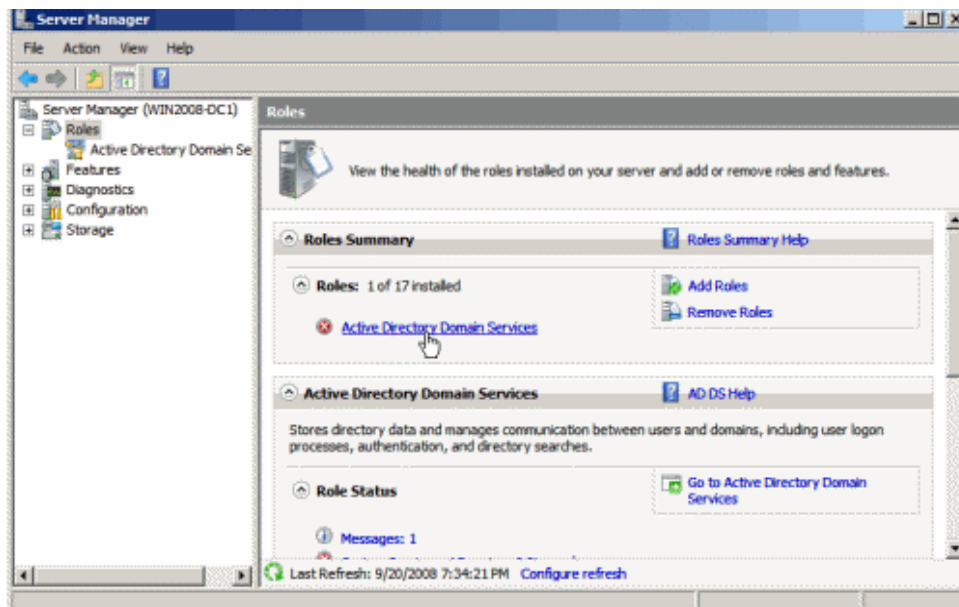 Server Manager
File Action View Help
Server Manager (WIN2008-DC1)
Roles
Active Directory Domain Se
Features
Diagnostics
Configuration
Storage
Roles
View the health of the roles installed on your server and add or remove roles and features.
Roles Summary
Roles Summary Help
Roles: 1 of 17 installed
Add Roles
Remove Roles
Active Directory Domain Services
Active Directory Domain Services
AD DS Help
Stores directory data and manages communication between users and domains, including user logon
processes, authentication, and directory searches.
Role Status
Go to Active Directory Domain
Services
Messages: 1
Last Refresh: 9/20/2008 7:34:21 PM Configure refresh